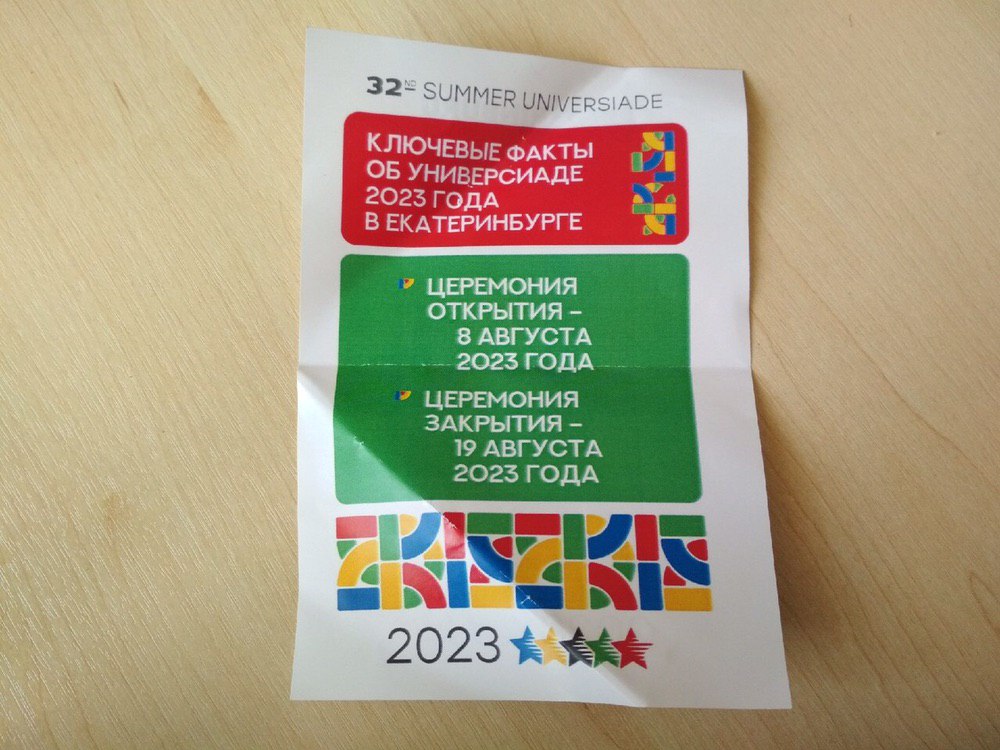 32ND SUMMER UNIVERSIADE
КЛЮЧЕВЫЕ ФАКТЫ
ОБ УНИВЕРСИАДЕ
2023 ГОДА
В ЕКАТЕРИНБУРГЕ
ЦЕРЕМОНИЯ
ОТКРЫТИЯ –
8 АВГУСТА
2023 ГОДА
ЦЕРЕМОНИЯ
ЗАКРЫТИЯ –
19 АВГУСТА
2023 ГОДА
2023